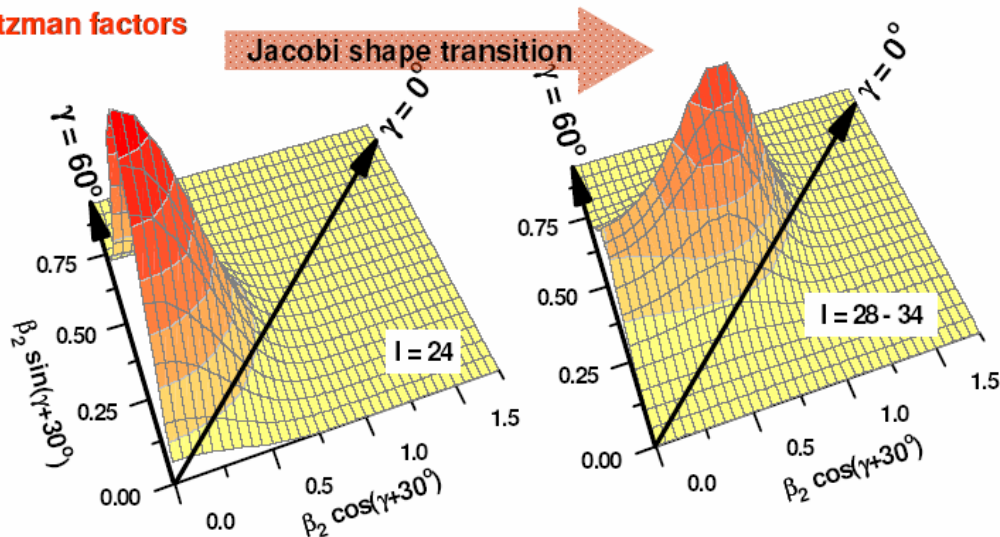 tzman factors
Jacobi shape transition
γ = 60°
γ = 0°
0.75
0.50
0.25
0.00
β2 sin(γ+30°)
0.0
0.5
1.0
1.5
β2 cos(γ+30°)
I = 24
γ = 60°
γ = 0°
0.75
0.50
0.25
0.00
0.0
0.5
1.0
1.5
β2 cos(γ+30°)
I = 28 - 34